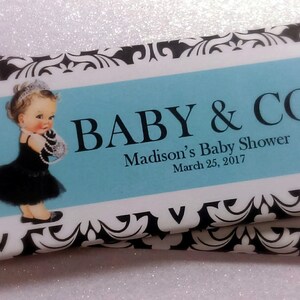 BABY & CO
Madison's Baby Shower
March 25, 2017